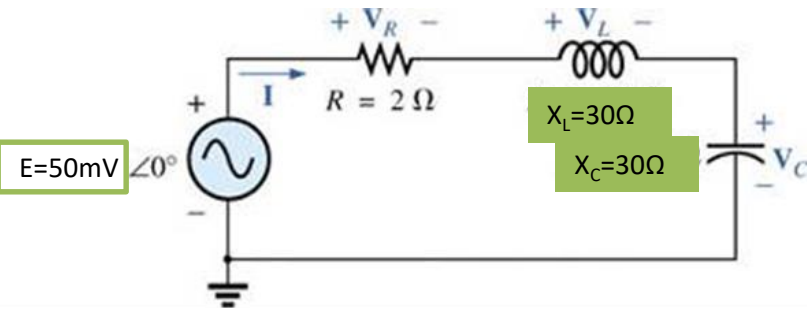 + V_R −
+ V_L −
+
I
R = 2 Ω
X_L=30Ω
+
E=50mV ∠0°
X_C=30Ω
V_C
−
−